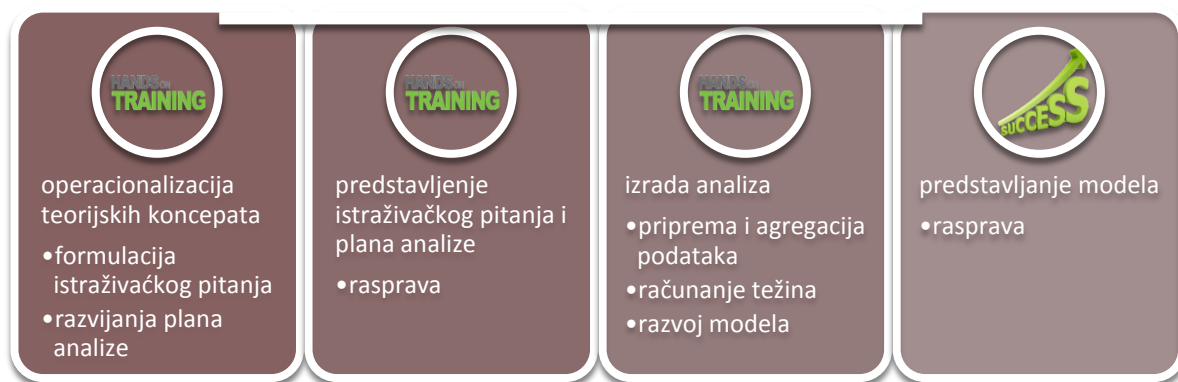 HANDS ON
TRAINING
operacionalizacija
teorijskih koncepata
•formulacija
istraživaćkog pitanja
•razvijanja plana
analize
HANDS ON
TRAINING
predstavljenje
istraživačkog pitanja i
plana analize
•rasprava
HANDS ON
TRAINING
izrada analiza
•priprema i agregacija
podataka
•računanje težina
•razvoj modela
SUCCESS
predstavljanje modela
•rasprava